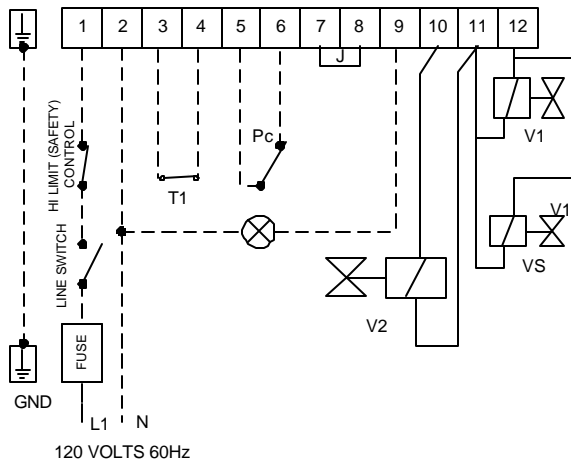 1 2 3 4 5 6 7 8 9 10 11 12
J
HI LIMIT (SAFETY)
CONTROL
Pc
T1
V1
V1
VS
LINE SWITCH
V2
FUSE
GND
L1 N
120 VOLTS 60Hz